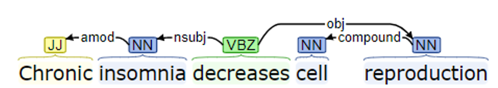 obj
amod nsubj compound
JJ NN VBZ NN NN
Chronic insomnia decreases cell reproduction